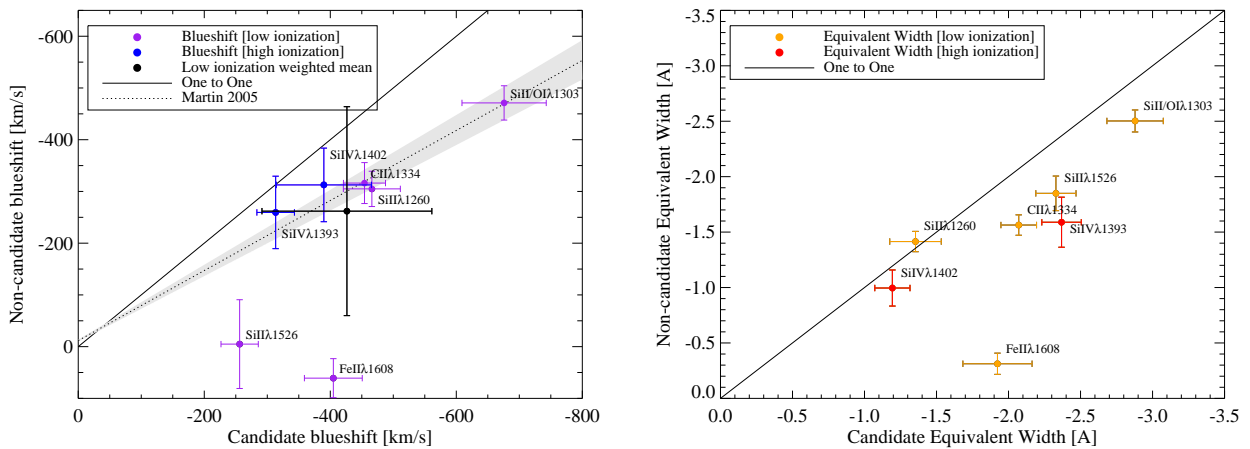 Blueshift [low ionization]
Blueshift [high ionization]
Low ionization weighted mean
One to One
Martin 2005
-600
-400
-200
0
Non-candidate blueshift [km/s]
SiII/OIλ1303
SiIVλ1402
CIIλ1334
SiIIλ1260
SiIVλ1393
SiIIλ1526
FeIIλ1608
0
-200
-400
-600
-800
Candidate blueshift [km/s]
Equivalent Width [low ionization]
Equivalent Width [high ionization]
One to One
-3.5
-3.0
-2.5
-2.0
-1.5
-1.0
-0.5
0.0
Non-candidate Equivalent Width [A]
SiII/OIλ1303
SiIIλ1526
CIIλ1334
SiIVλ1393
SiIIλ1260
SiIVλ1402
FeIIλ1608
0.0
-0.5
-1.0
-1.5
-2.0
-2.5
-3.0
-3.5
Candidate Equivalent Width [A]